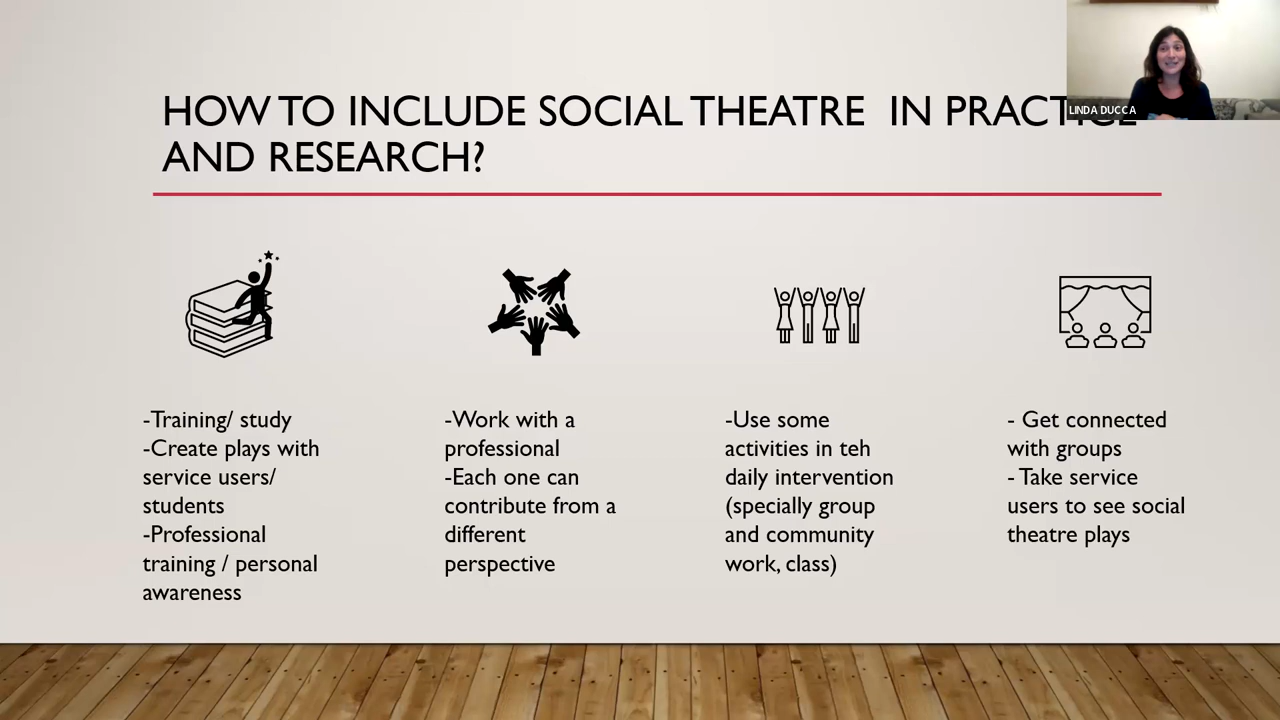 HOW TO INCLUDE SOCIAL THEATRE IN PRACTICE
AND RESEARCH?
LINDA DUCCA
-Training/ study
-Create plays with
service users/
students
-Professional
training / personal
awareness
-Work with a
professional
-Each one can
contribute from a
different
perspective
-Use some
activities in teh
daily intervention
(specially group
and community
work, class)
- Get connected
with groups
- Take service
users to see social
theatre plays